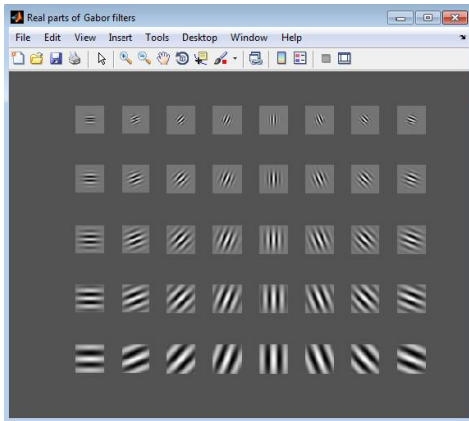 Real parts of Gabor filters
File Edit View Insert Tools Desktop Window Help